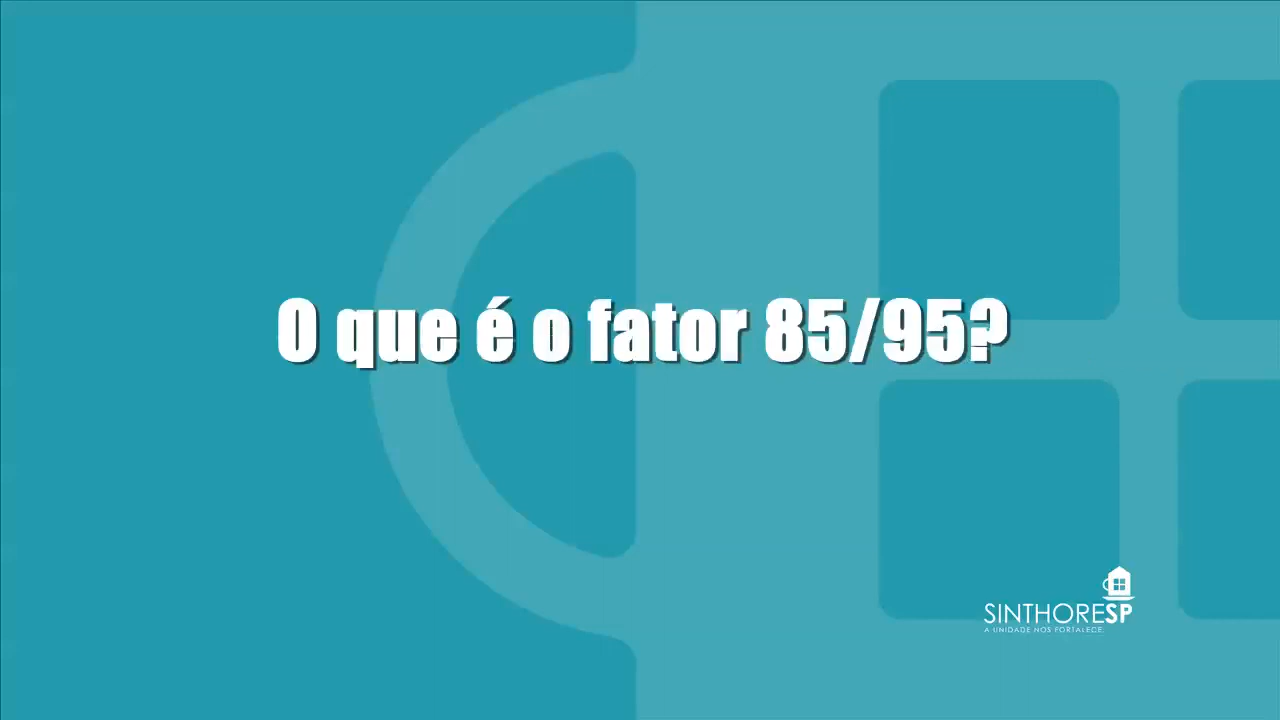 O que é o fator 85/95?
SINTHORESP
A UNIDADE NOS FORTALECE.